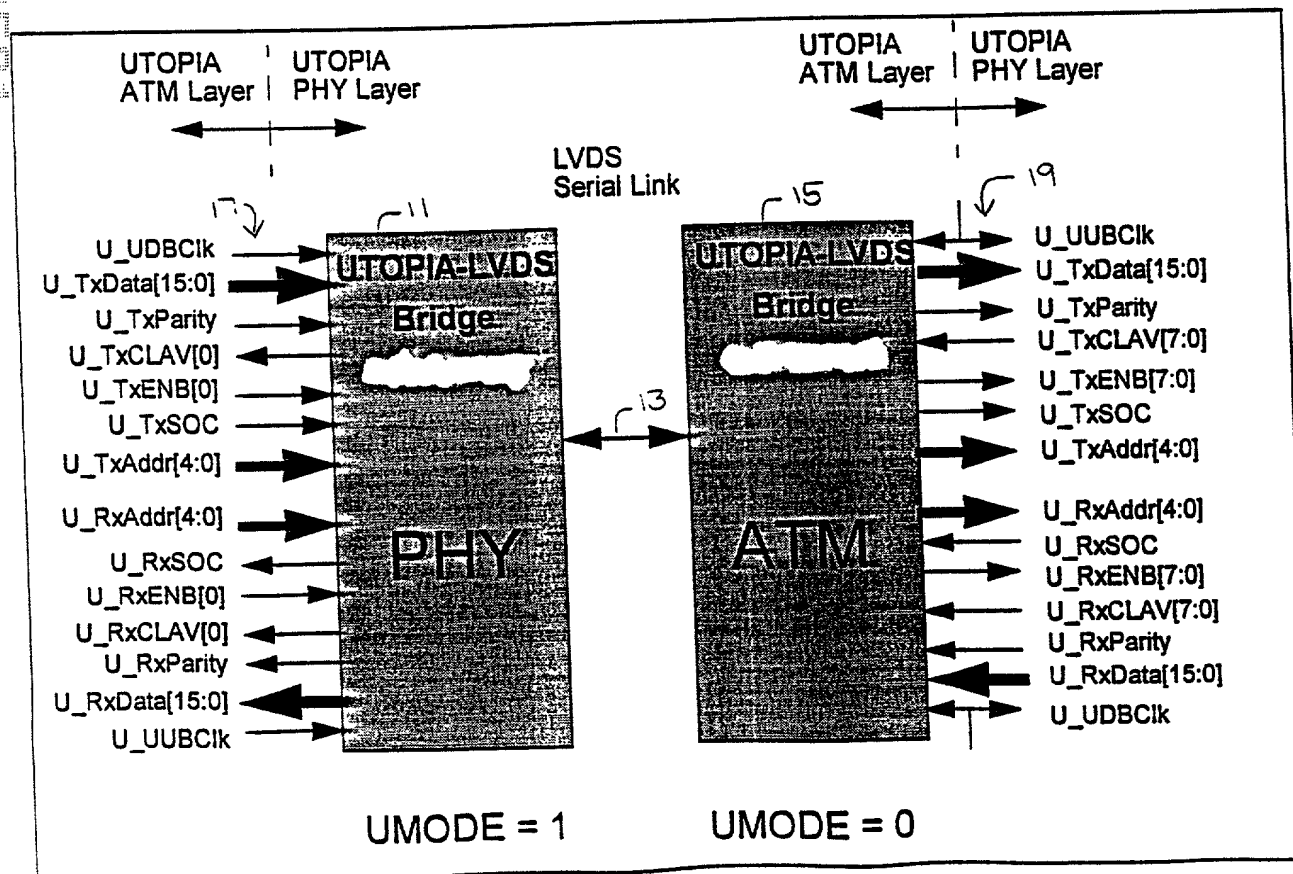 UTOPIA
ATM Layer
UTOPIA
PHY Layer
UTOPIA
ATM Layer
UTOPIA
PHY Layer
LVDS
Serial Link
17
11
15
19
13
U_UDBClk
U_TxData[15:0]
U_TxParity
U_TxCLAV[0]
U_TxENB[0]
U_TxSOC
U_TxAddr[4:0]
U_RxAddr[4:0]
U_RxSOC
U_RxENB[0]
U_RxCLAV[0]
U_RxParity
U_RxData[15:0]
U_UUBClk
UTOPIA-LVDS
Bridge
PHY
UTOPIA-LVDS
Bridge
ATM
U_UUBClk
U_TxData[15:0]
U_TxParity
U_TxCLAV[7:0]
U_TxENB[7:0]
U_TxSOC
U_TxAddr[4:0]
U_RxAddr[4:0]
U_RxSOC
U_RxENB[7:0]
U_RxCLAV[7:0]
U_RxParity
U_RxData[15:0]
U_UDBClk
UMODE = 1
UMODE = 0